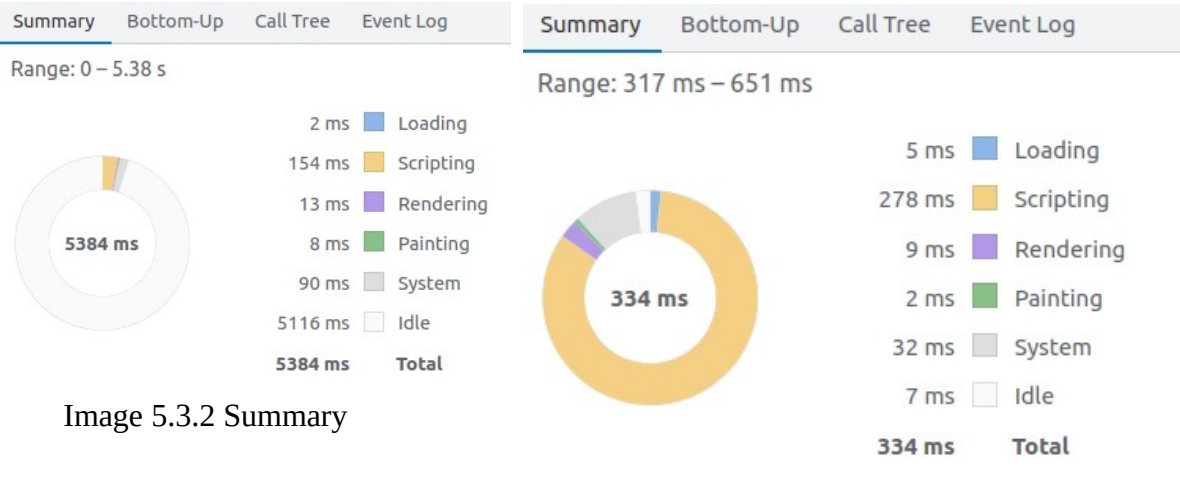 Summary Bottom-Up Call Tree Event Log
Range: 0 – 5.38 s
2 ms Loading
154 ms Scripting
13 ms Rendering
8 ms Painting
90 ms System
5116 ms Idle
5384 ms Total
5384 ms
Image 5.3.2 Summary
Summary Bottom-Up Call Tree Event Log
Range: 317 ms – 651 ms
5 ms Loading
278 ms Scripting
9 ms Rendering
2 ms Painting
32 ms System
7 ms Idle
334 ms Total
334 ms